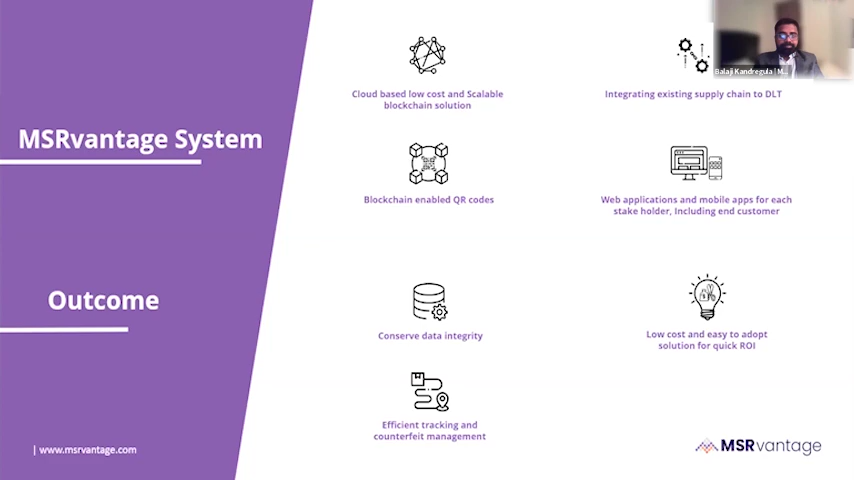 Balaji Kandregula | M...
MSRvantage System
Cloud based low cost and Scalable
blockchain solution
Integrating existing supply chain to DLT
Blockchain enabled QR codes
Web applications and mobile apps for each
stake holder, Including end customer
Outcome
Conserve data integrity
Low cost and easy to adopt
solution for quick ROI
Efficient tracking and
counterfeit management
| www.msrvantage.com
MSRvantage